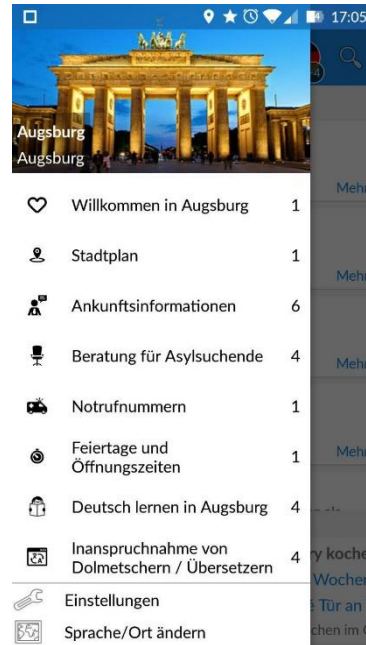 17:05
Augsburg
Augsburg
Willkommen in Augsburg 1
Stadtplan 1
Ankunftsinformationen 6
Beratung für Asylsuchende 4
Notrufnummern 1
Feiertage und
Öffnungszeiten 1
Deutsch lernen in Augsburg 4
Inanspruchnahme von
Dolmetschern / Übersetzern 4
Einstellungen
Sprache/Ort ändern
Mehr
Mehr
Mehr
Mehr
koche
Woche
Tür an